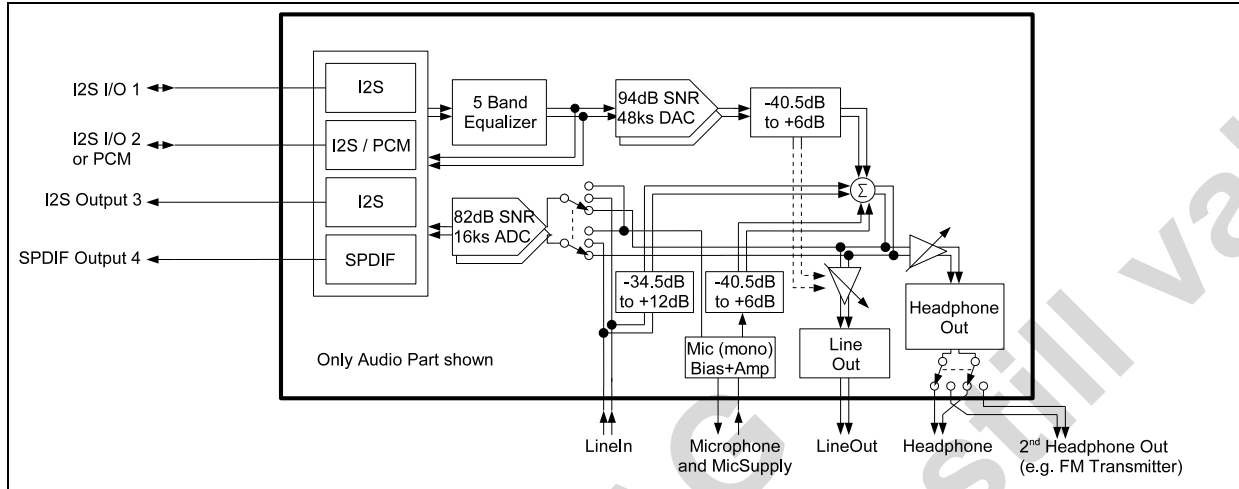 I2S I/O 1
I2S I/O 2
or PCM
I2S Output 3
SPDIF Output 4
I2S
I2S / PCM
I2S
SPDIF
5 Band
Equalizer
94dB SNR
48ks DAC
-40.5dB
to +6dB
Σ
82dB SNR
16ks ADC
-34.5dB
to +12dB
-40.5dB
to +6dB
Mic (mono)
Bias+Amp
Line
Out
Headphone
Out
Only Audio Part shown
LineIn
Microphone
and MicSupply
LineOut
Headphone
2nd Headphone Out
(e.g. FM Transmitter)
G
still va